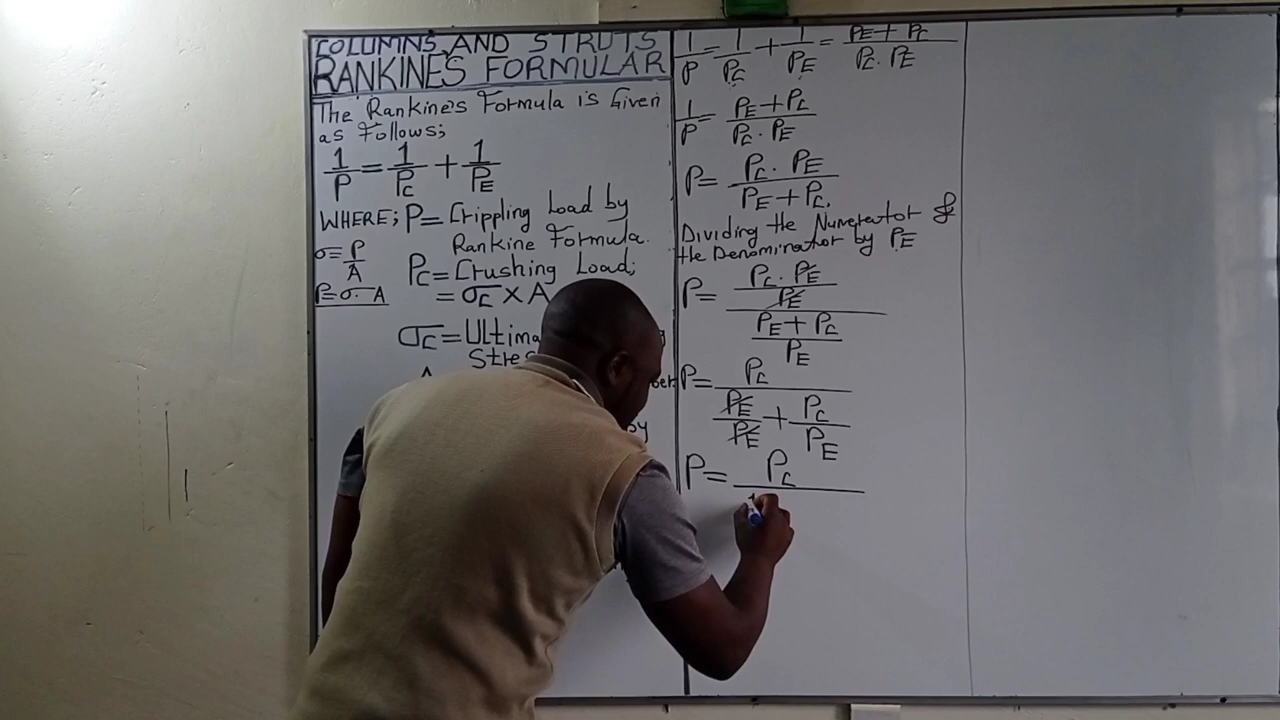 COLUMNS AND STRUTS
RANKINES FORMULAR
The Rankine's Formula is Given
as Follows;
1/P = 1/Pc + 1/PE
WHERE; P = Crippling Load by
Rankine Formula.
σ = P/A
Pc = Crushing Load;
P = σ. A
= σc × A
σc = Ultima
Stre
A
by
1/P = 1/Pc + 1/PE = PE + Pc / Pc. PE
1/P = PE + Pc / Pc. PE
P = Pc. PE / PE + Pc.
Dividing the Numerator &
the Denominator by PE
P = Pc. PE / PE / PE + Pc / PE
P = Pc / PE/PE + Pc/PE
P = Pc